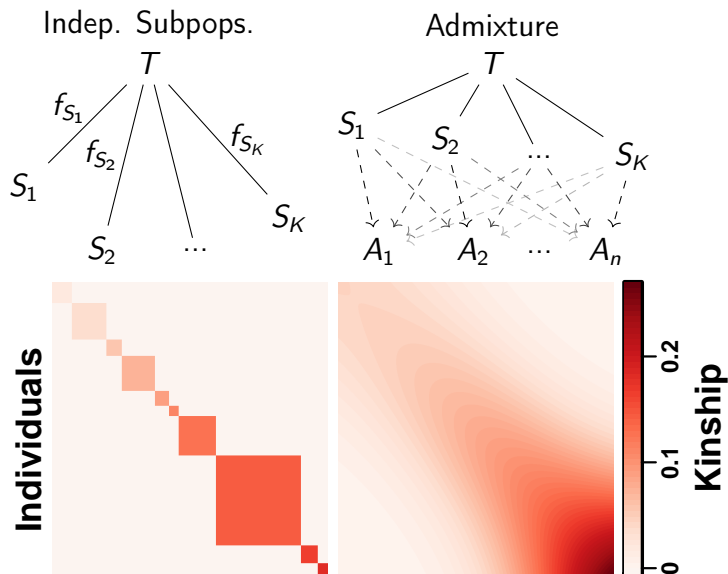 Indep. Subpops.
T
f_{S_1}
f_{S_2}
f_{S_K}
S_1
S_2
...
S_K
Admixture
T
S_1
S_2
...
S_K
A_1
A_2
...
A_n
Individuals
0.2
0.1
0
Kinship